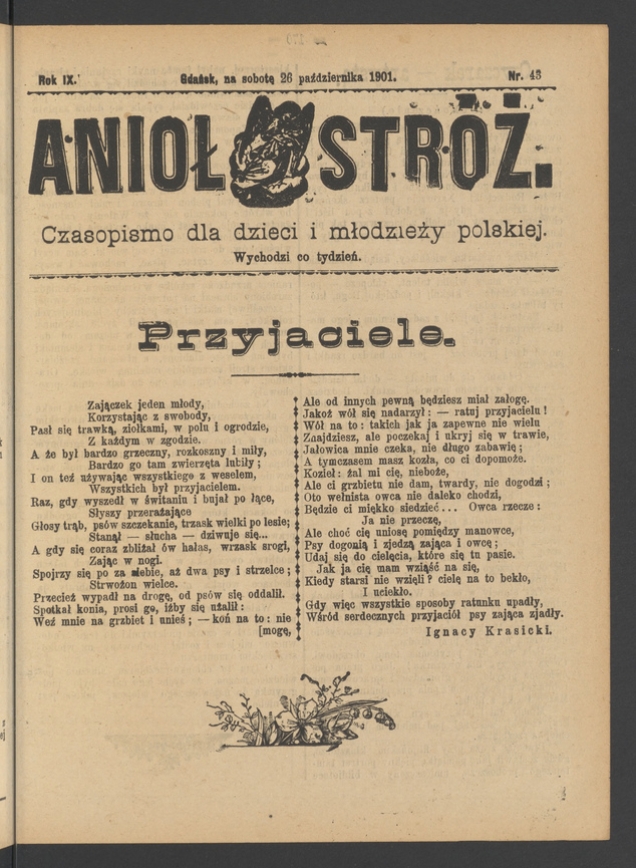 Rok IX.
Gdańsk, na sobotę 26 października 1901.
Nr. 43
ANIOŁ STRÓŻ.
Czasopismo dla dzieci i młodzieży polskiej.
Wychodzi co tydzień.
Przyjaciele.
Zajączek jeden młody,
Korzystając z swobody,
Pasł się trawką, ziołkami, w polu i ogrodzie,
Z każdym w zgodzie.
A że był bardzo grzeczny, rozkoszny i miły,
Bardzo go tam zwierzęta lubiły;
I on też używając wszystkiego z weselem,
Wszystkich był przyjacielem.
Raz, gdy wyszedł w świtaniu i bujał po łące,
Słyszy przerażające
Głosy trąb, psów szczekanie, trzask wielki po lesie;
Stanął — słucha — dziwuje się...
A gdy się coraz zbliżał ów hałas, wrzask srogi,
Zając w nogi.
Spojrzy się po za siebie, aż dwa psy i strzelce;
Strwożon wielce.
Przecież wypadł na drogę, od psów się oddalił.
Spotkał konia, prosi go, iżby się użalił:
Weź mnie na grzbiet i unieś; — koń na to: nie
[mogę,
Ale od innych pewną będziesz miał załogę.
Jakoż wół się nadarzył: — ratuj przyjacielu!
Wół na to: takich jak ja zapewne nie wielu
Znajdziesz, ale poczekaj i ukryj się w trawie,
Jałowica mnie czeka, nie długo zabawię;
A tymczasem masz kozła, co ci dopomoże.
Kozieł: żal mi cię, nieboże,
Ale ci grzbietu nie dam, twardy, nie dogodzi;
Oto wełnista owca nie daleko chodzi,
Będzie ci miękko siedzieć... Owca rzecze:
Ja nie przeczę,
Ale choć cię uniosę pomiędzy manowce,
Psy dogonią i zjedzą zająca i owcę;
Udaj się do cielęcia, które się tu pasie.
Jak ja cię mam wziąść na się,
Kiedy starsi nie wzięli? cielę na to bekło,
I uciekło.
Gdy więc wszystkie sposoby ratunku upadły,
Wśród serdecznych przyjaciół psy zająca zjadły.
Ignacy Krasicki.